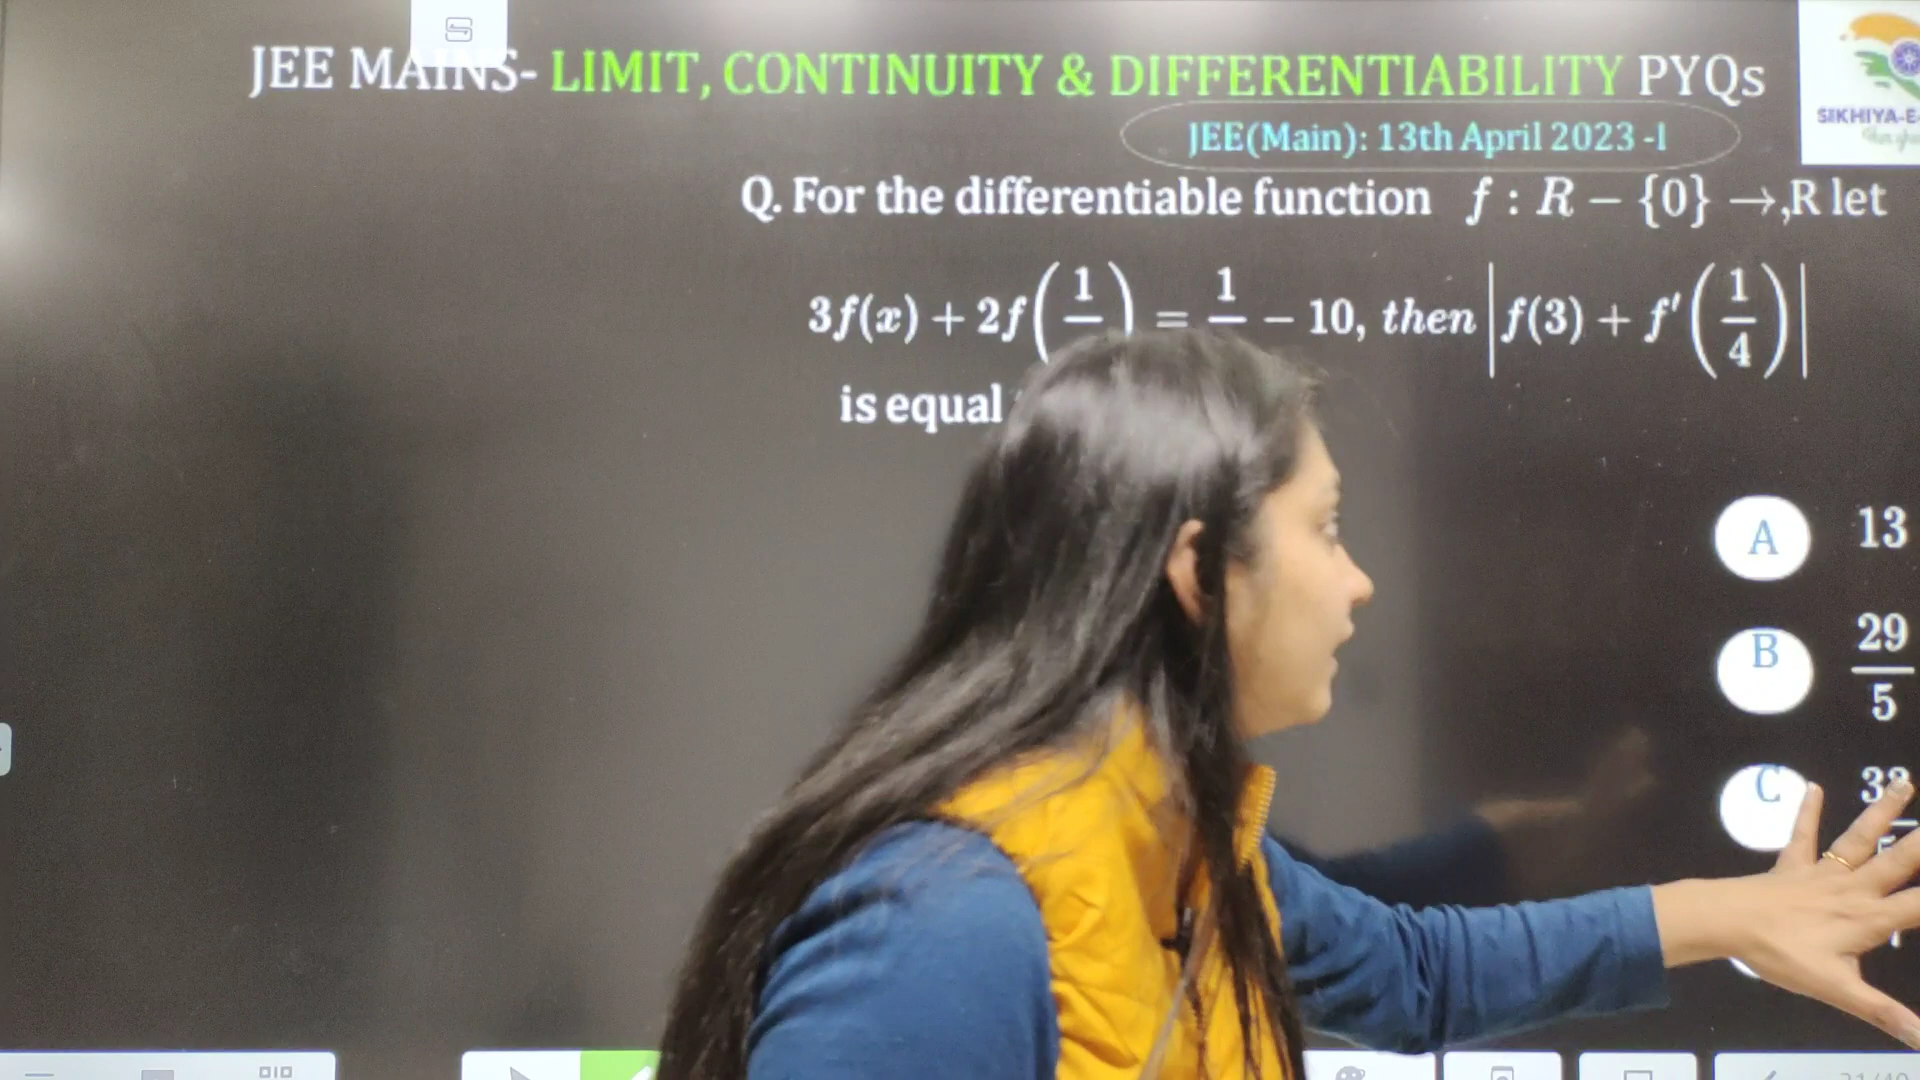 JEE MAINS- LIMIT, CONTINUITY & DIFFERENTIABILITY PYQs
SIKHIYA-E
JEE(Main): 13th April 2023 -I
Q. For the differentiable function f : R − {0} →,R let
3f(x) + 2f(1/ ) = 1/ − 10, then |f(3) + f′(1/4)|
is equal
A 13
B 29/5
C